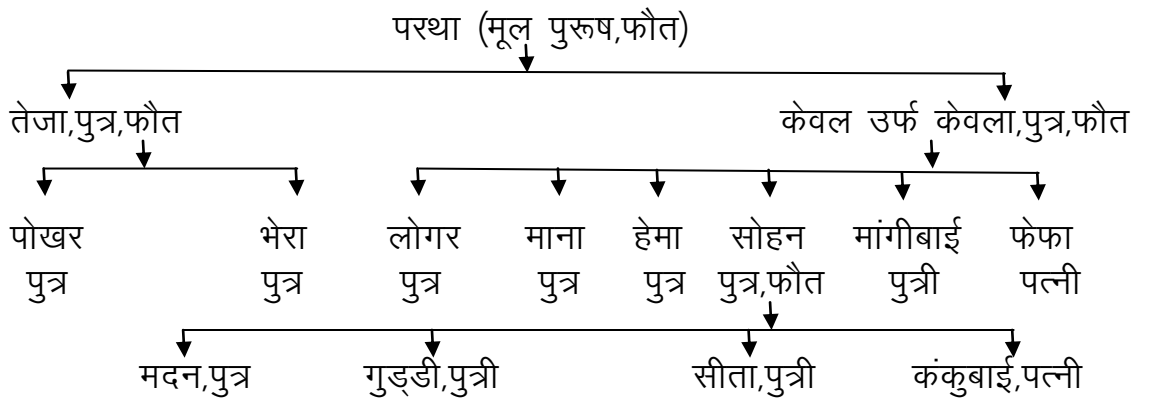 परथा (मूल पुरूष,फौत)
तेजा,पुत्र,फौत केवल उर्फ केवला,पुत्र,फौत
पोखर भेरा लोगर माना हेमा सोहन मांगीबाई फेफा
पुत्र पुत्र पुत्र पुत्र पुत्र पुत्र,फौत पुत्री पत्नी
मदन,पुत्र गुड्डी,पुत्री सीता,पुत्री कंकुबाई,पत्नी